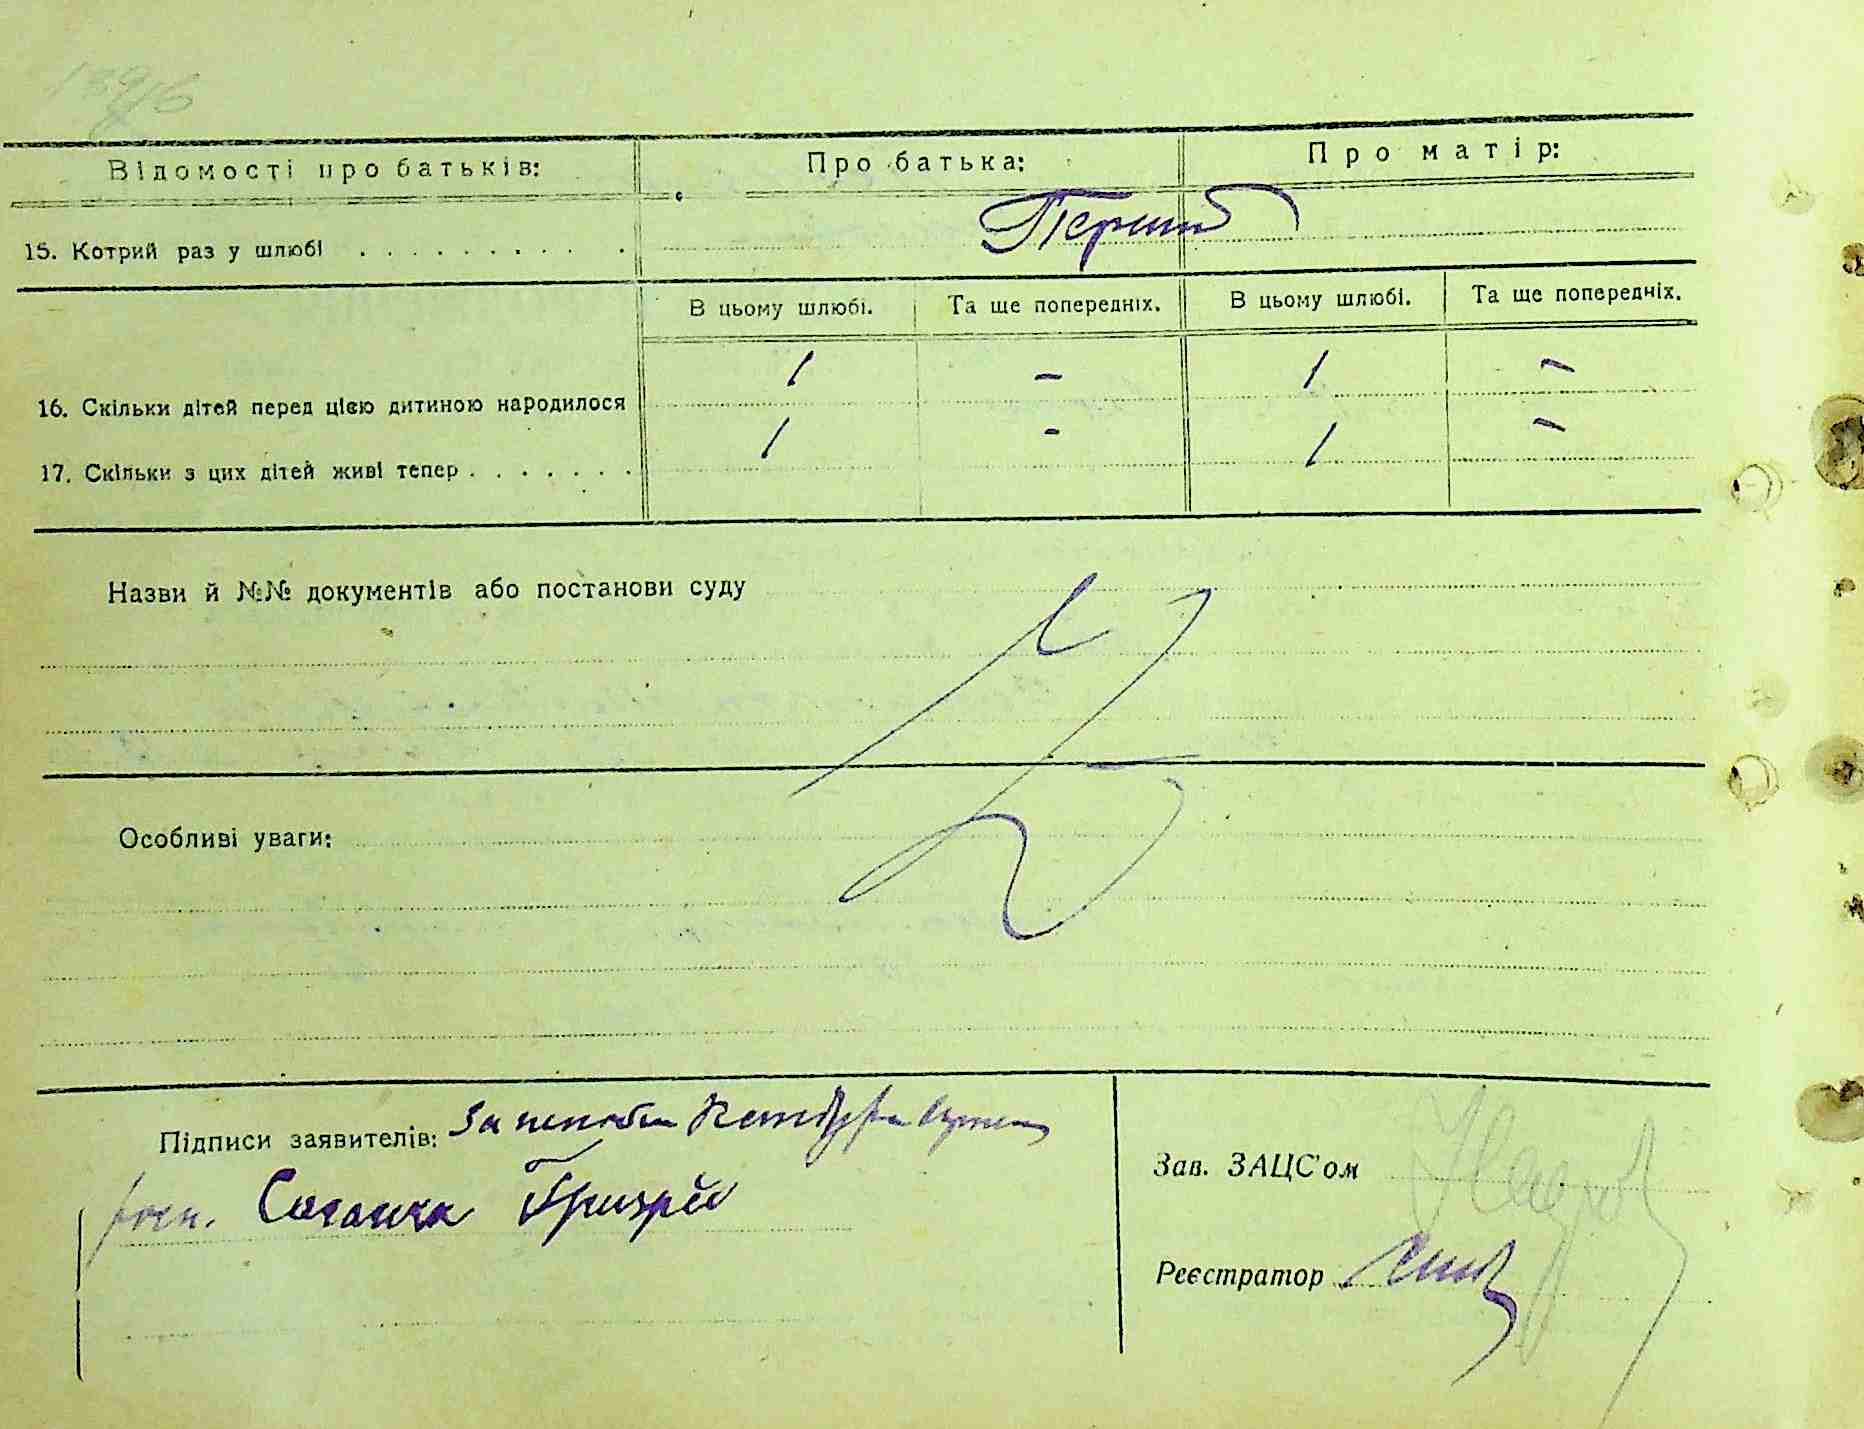 Відомості про батьків: Про батька: Про матір:
15. Котрий раз у шлюбі . . . . . . . . . . Перший
В цьому шлюбі. Та ще попередніх. В цьому шлюбі. Та ще попередніх.
16. Скільки дітей перед цією дитиною народилося 1 - 1 -
17. Скільки з цих дітей живі тепер . . . . . . . 1 - 1 -
Назви й №№ документів або постанови суду
Особливі уваги:
Підписи заявителів: За
Зав. ЗАЦС'ом
Реєстратор